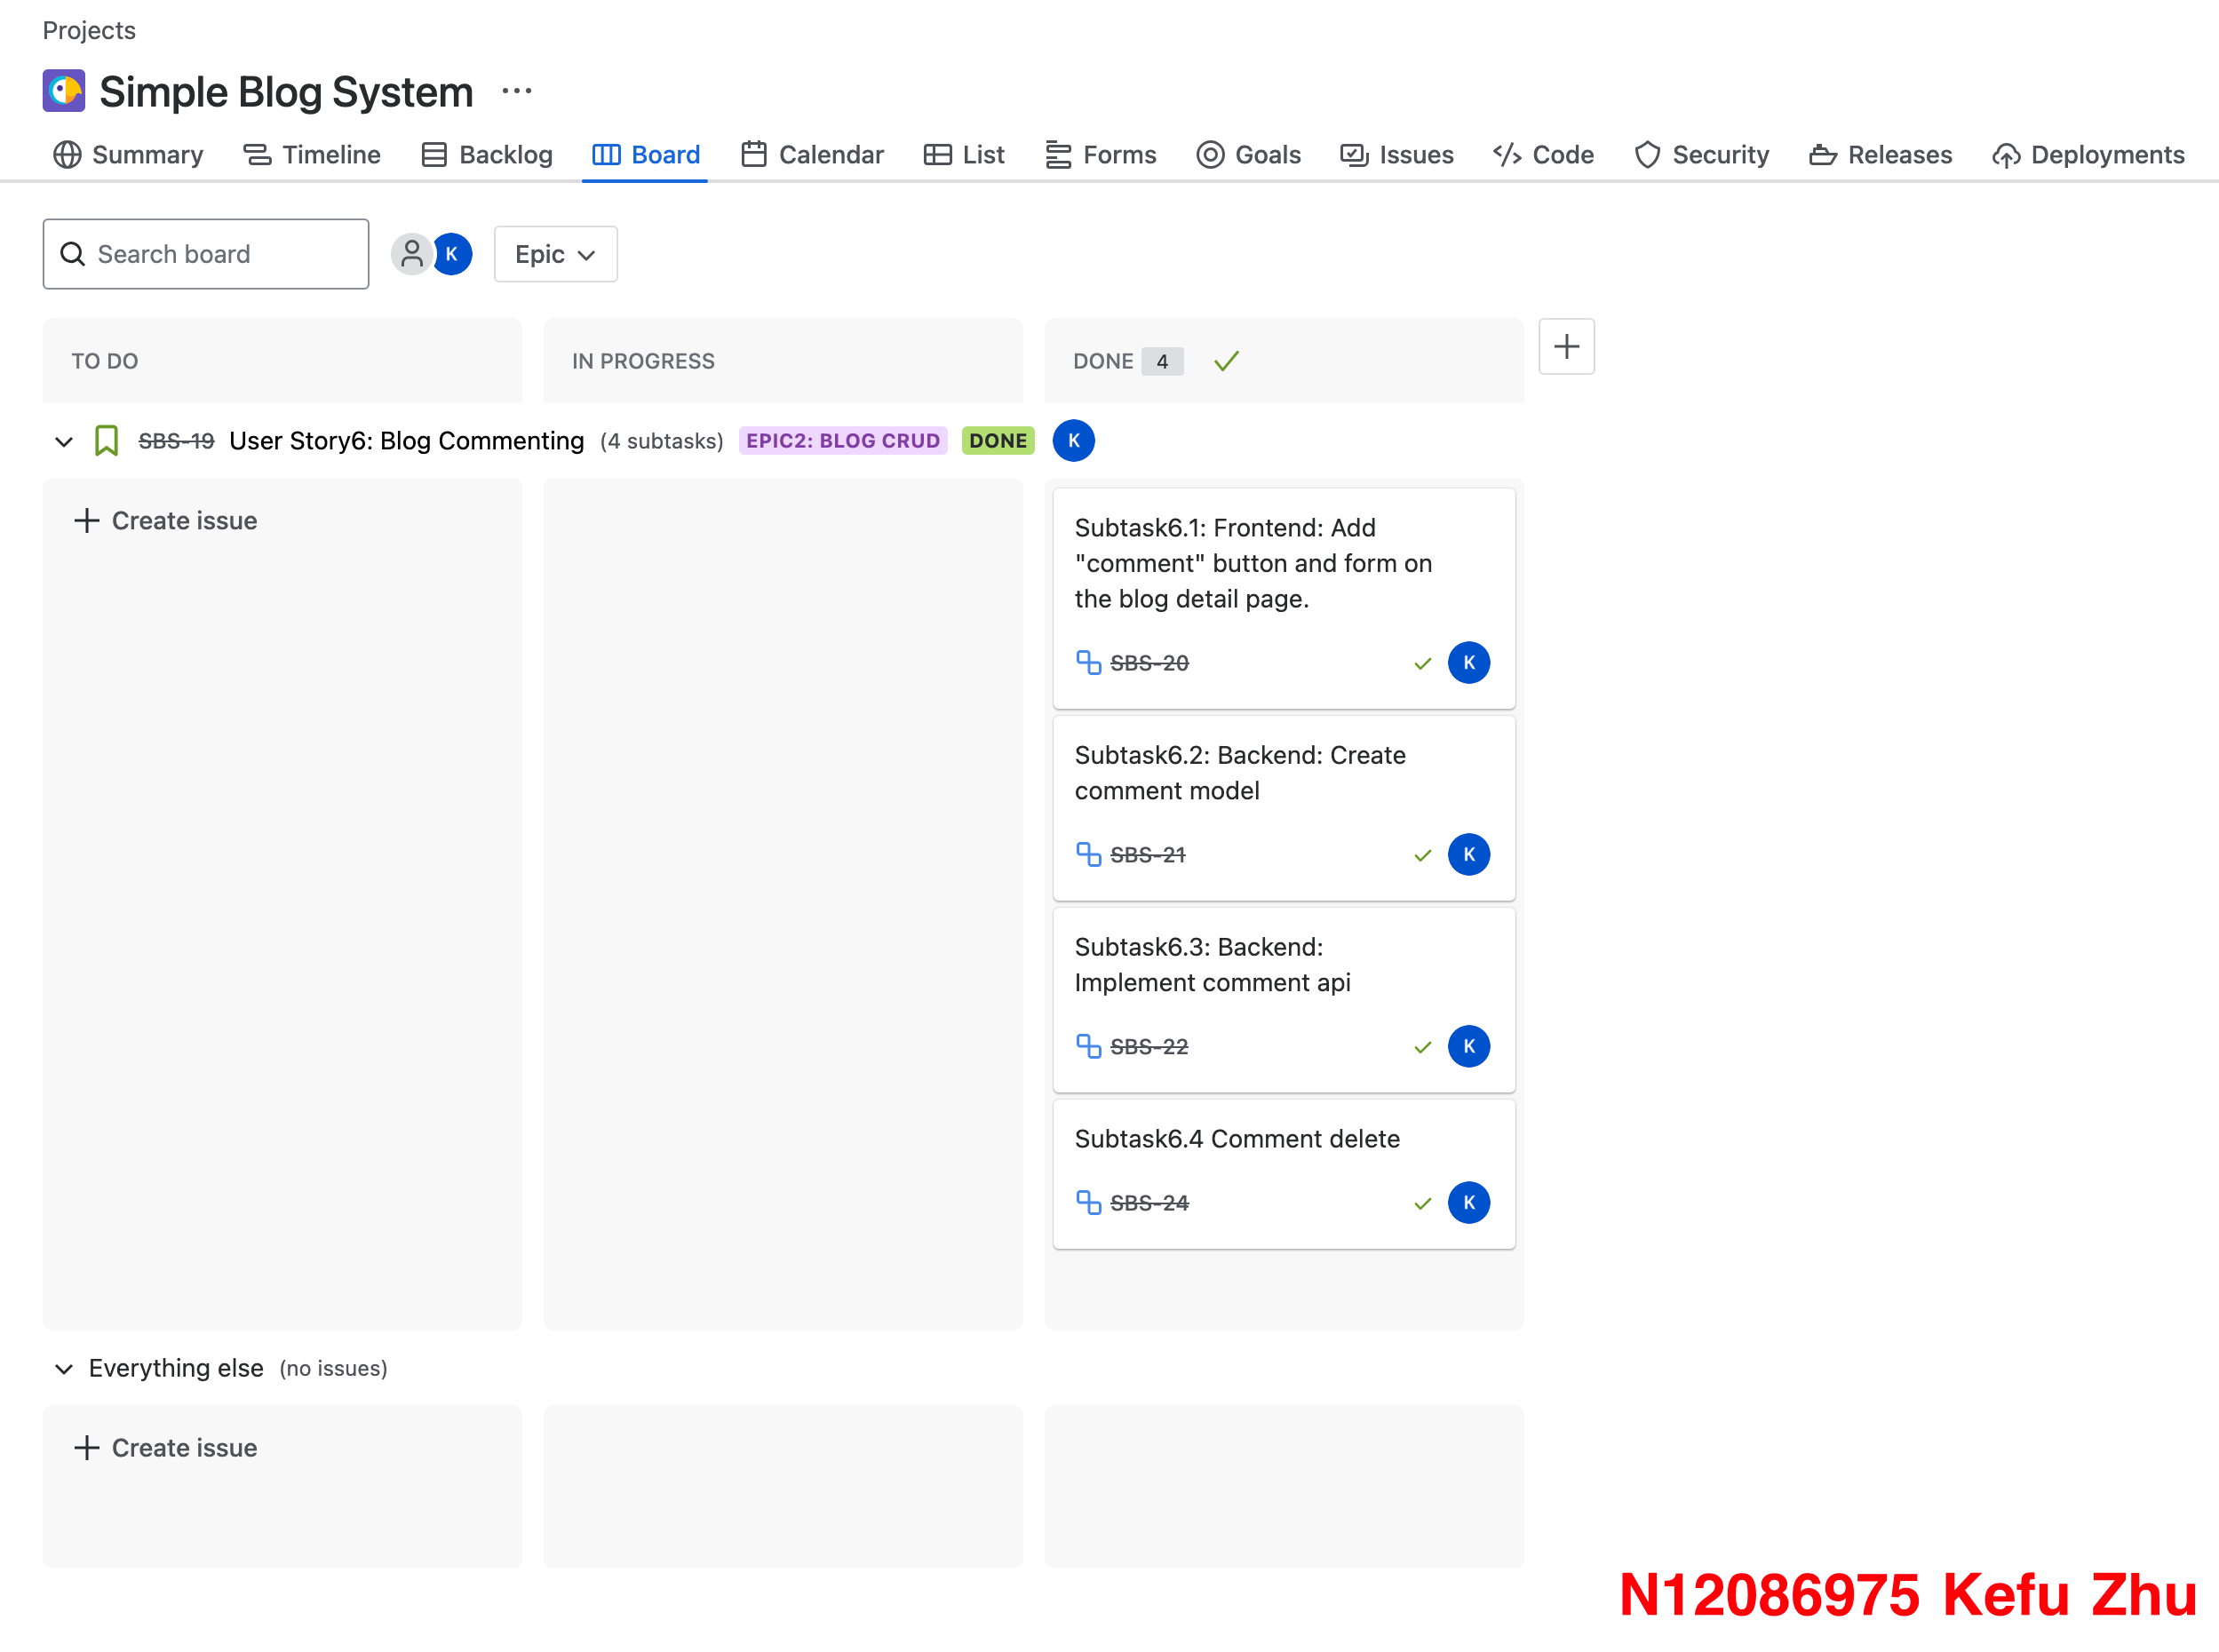 Projects
Simple Blog System ···
Summary Timeline Backlog Board Calendar List Forms Goals Issues Code Security Releases Deployments
Search board K Epic
TO DO IN PROGRESS DONE 4
SBS-19 User Story6: Blog Commenting (4 subtasks) EPIC2: BLOG CRUD DONE K
+ Create issue
Subtask6.1: Frontend: Add
"comment" button and form on
the blog detail page.
SBS-20 K
Subtask6.2: Backend: Create
comment model
SBS-21 K
Subtask6.3: Backend:
Implement comment api
SBS-22 K
Subtask6.4 Comment delete
SBS-24 K
Everything else (no issues)
+ Create issue
N12086975 Kefu Zhu